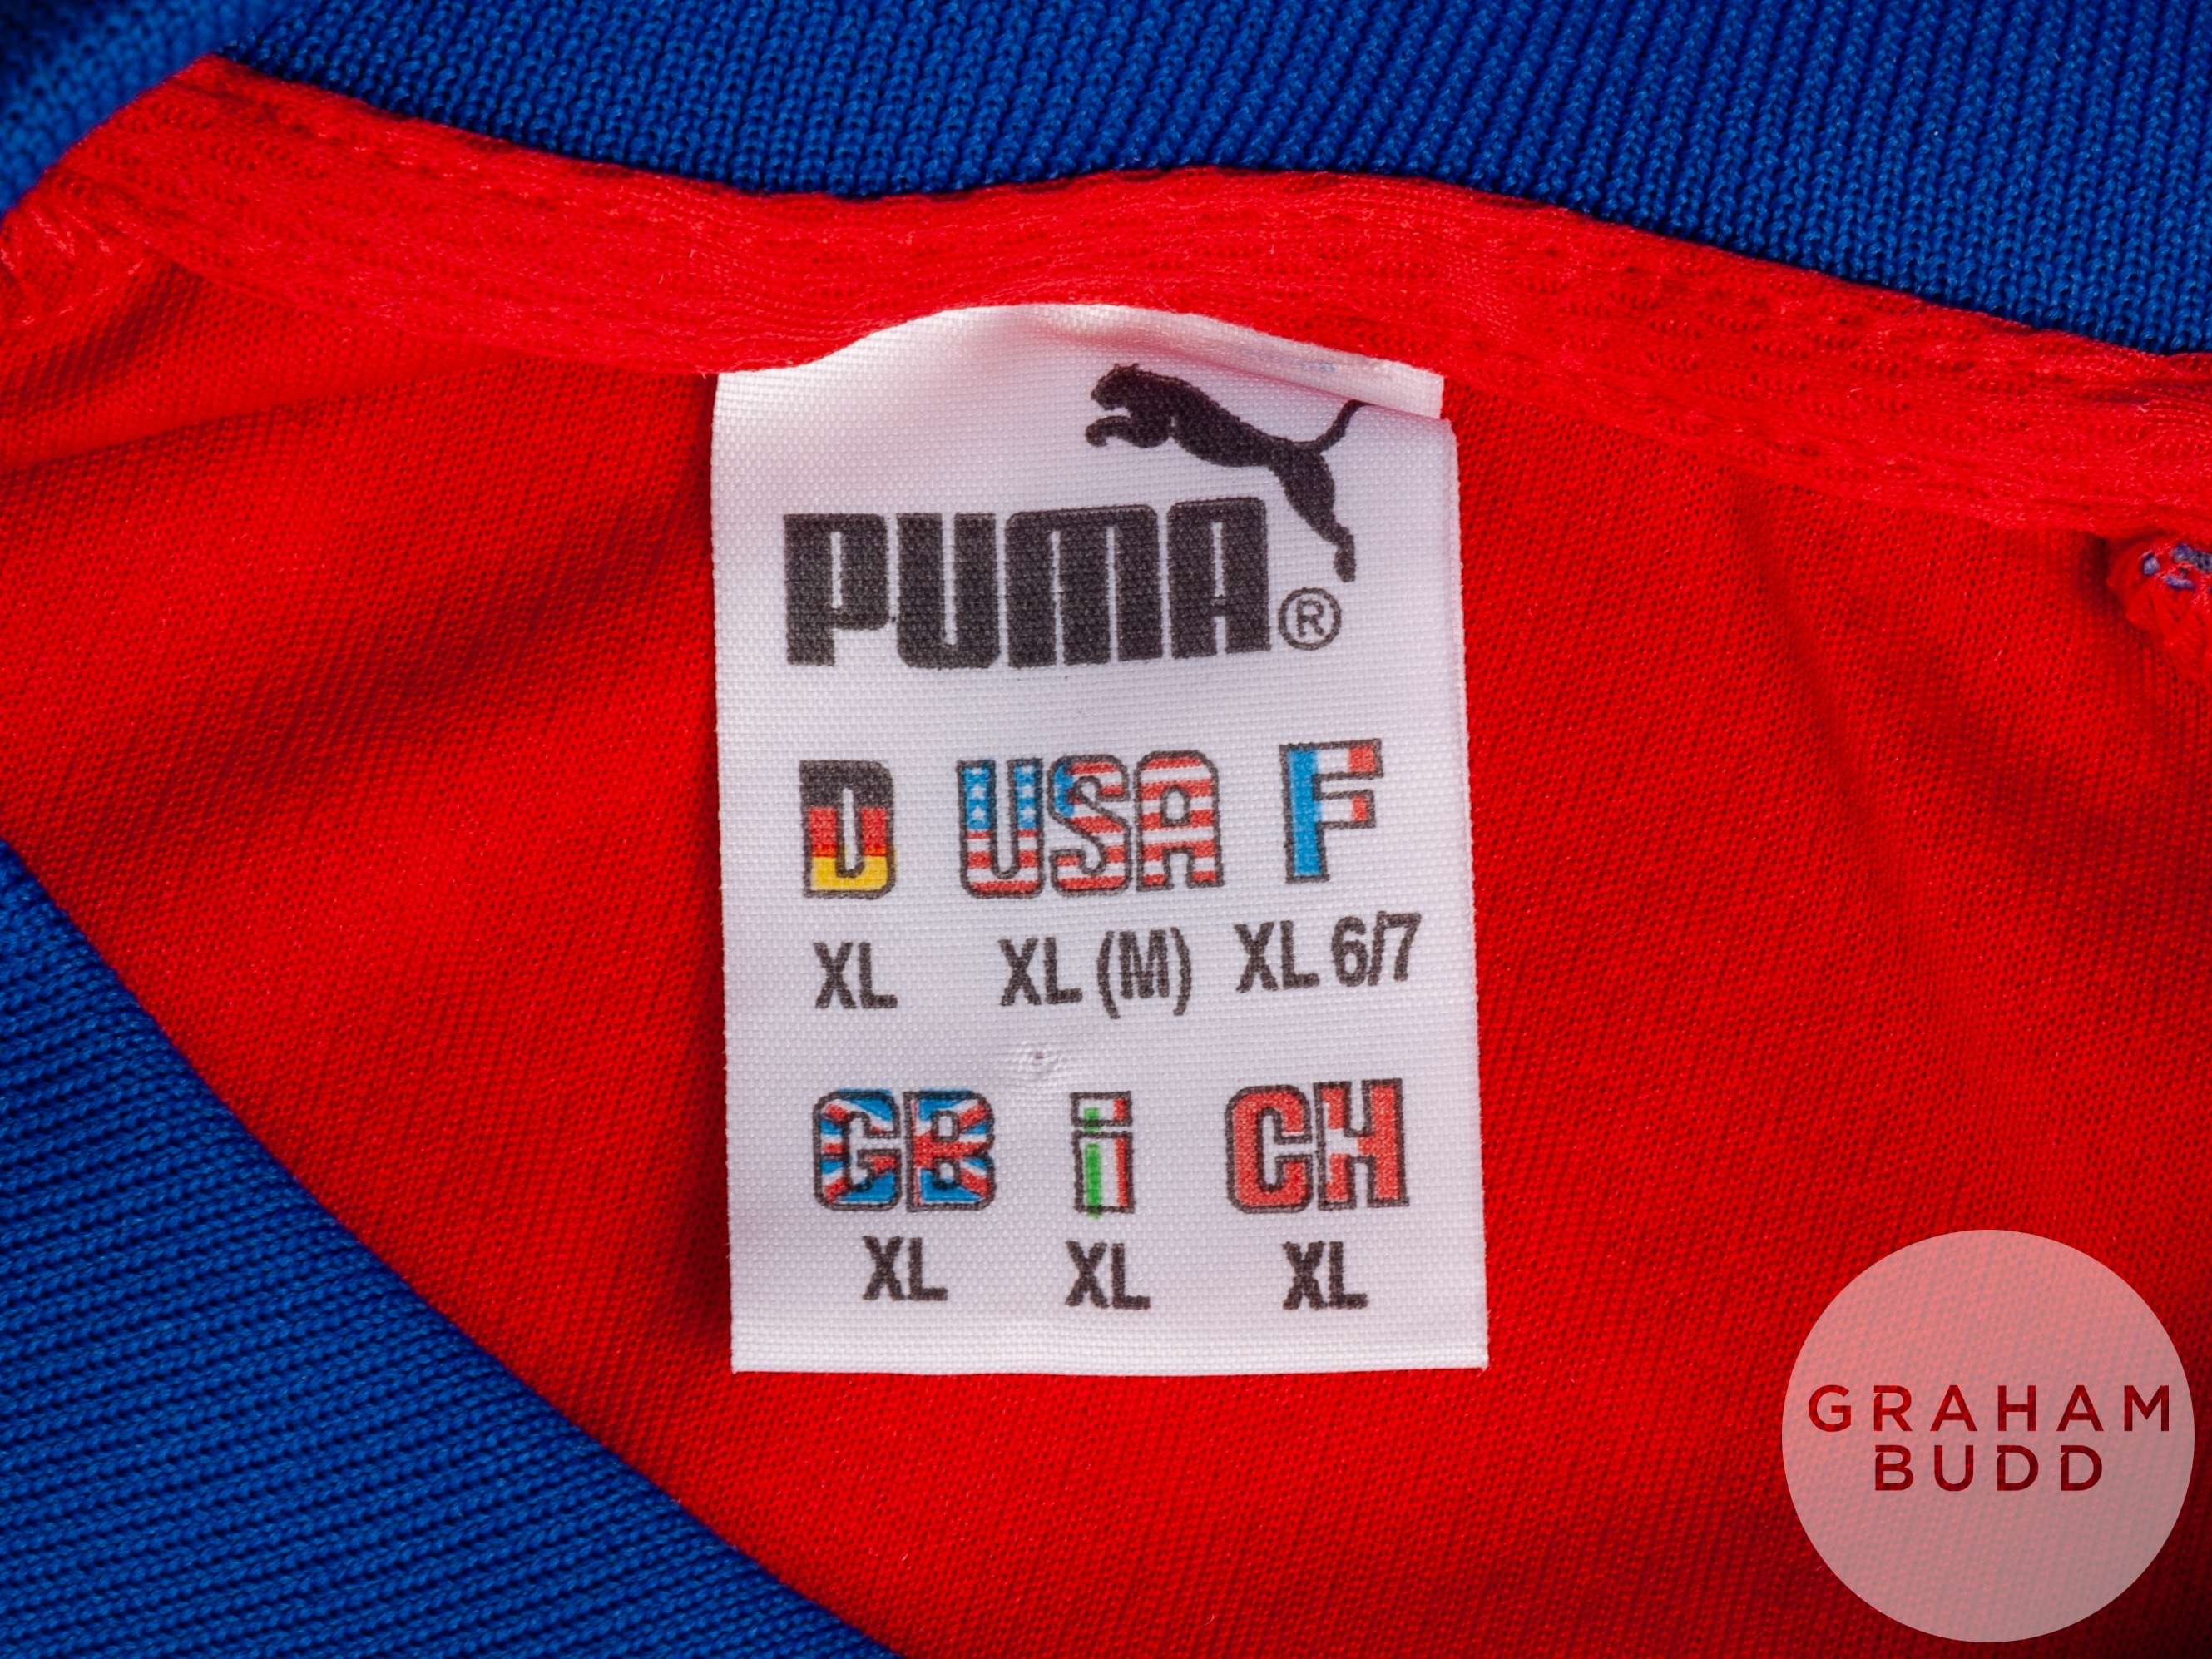 PUMA®
D USA F
XL XL (M) XL 6/7
GB i CH
XL XL XL
GRAHAM
BUDD